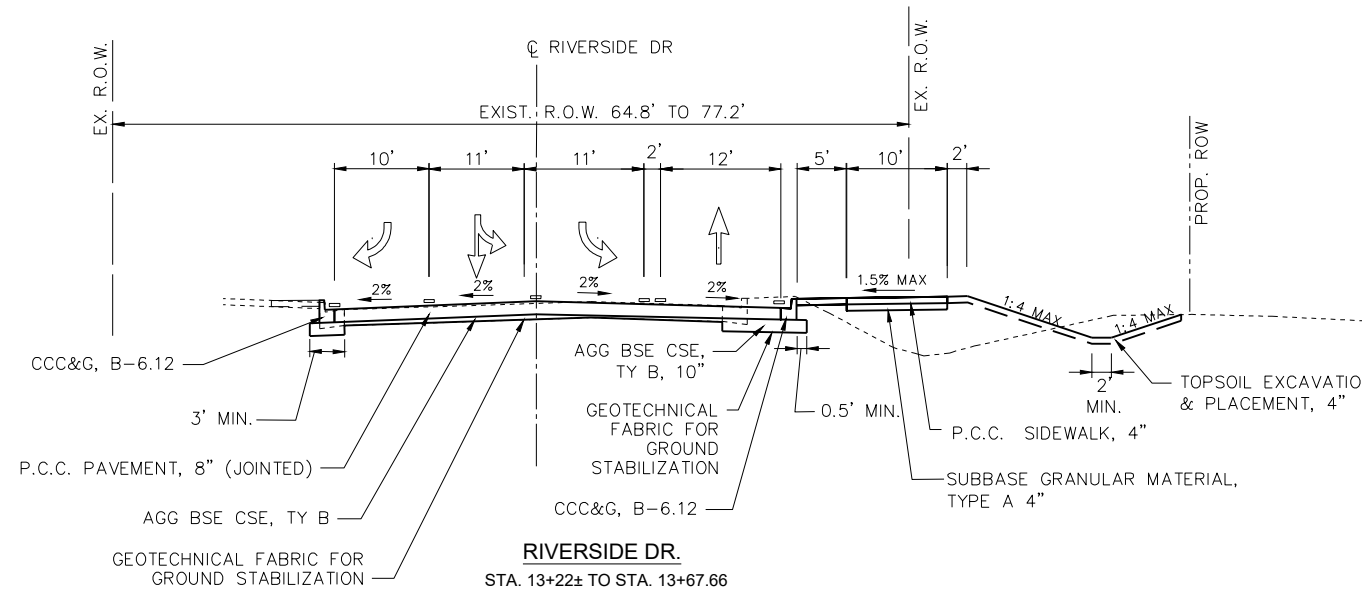 EX. R.O.W.
℄ RIVERSIDE DR
EX. R.O.W.
EXIST. R.O.W. 64.8' TO 77.2'
PROP. ROW
10'
11'
11'
2'
12'
5'
10'
2'
2%
2%
2%
2%
1.5% MAX
1:4 MAX
1:4 MAX
CCC&G, B-6.12
3' MIN.
P.C.C. PAVEMENT, 8" (JOINTED)
AGG BSE CSE, TY B
GEOTECHNICAL FABRIC FOR
GROUND STABILIZATION
AGG BSE CSE,
TY B, 10"
GEOTECHNICAL
FABRIC FOR
GROUND
STABILIZATION
CCC&G, B-6.12
0.5' MIN.
2'
MIN.
TOPSOIL EXCAVATIO
& PLACEMENT, 4"
P.C.C. SIDEWALK, 4"
SUBBASE GRANULAR MATERIAL,
TYPE A 4"
RIVERSIDE DR.
STA. 13+22± TO STA. 13+67.66